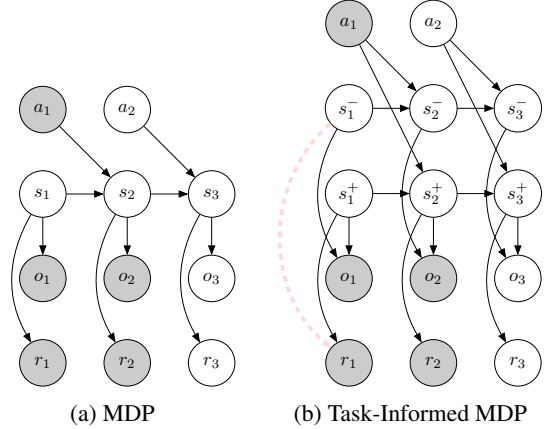 a₁ a₂
s₁ s₂ s₃
o₁ o₂ o₃
r₁ r₂ r₃
(a) MDP
a₁ a₂
s₁⁻ s₂⁻ s₃⁻
s₁⁺ s₂⁺ s₃⁺
o₁ o₂ o₃
r₁ r₂ r₃
(b) Task-Informed MDP